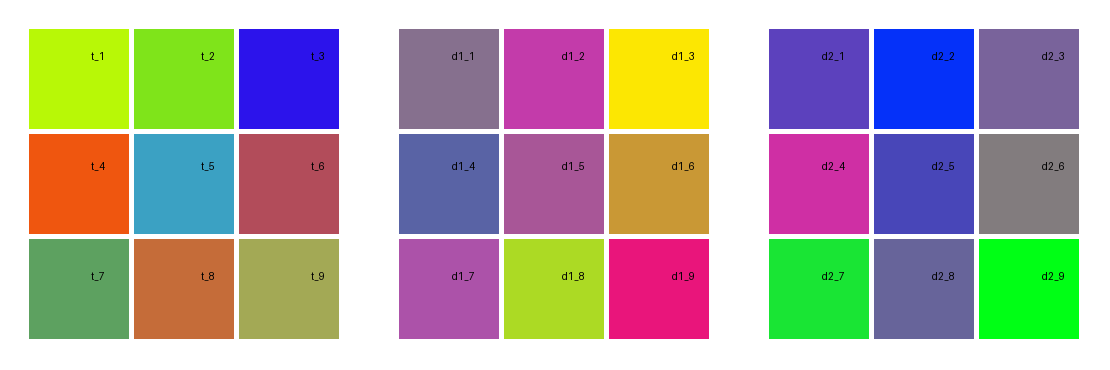 t_1 t_2 t_3 d1_1 d1_2 d1_3 d2_1 d2_2 d2_3
t_4 t_5 t_6 d1_4 d1_5 d1_6 d2_4 d2_5 d2_6
t_7 t_8 t_9 d1_7 d1_8 d1_9 d2_7 d2_8 d2_9